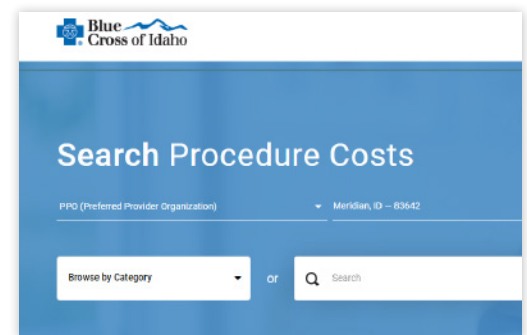 Blue
Cross of Idaho
Search Procedure Costs
PPO (Preferred Provider Organization)
Meridian, ID – 83642
Browse by Category
or
Search